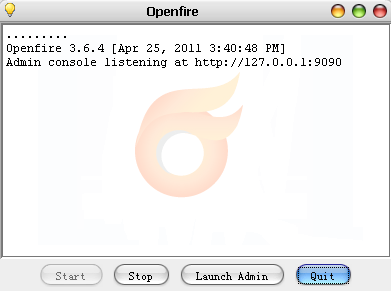 Openfire
.........
Openfire 3.6.4 [Apr 25, 2011 3:40:48 PM]
Admin console listening at http://127.0.0.1:9090
Start
Stop
Launch Admin
Quit